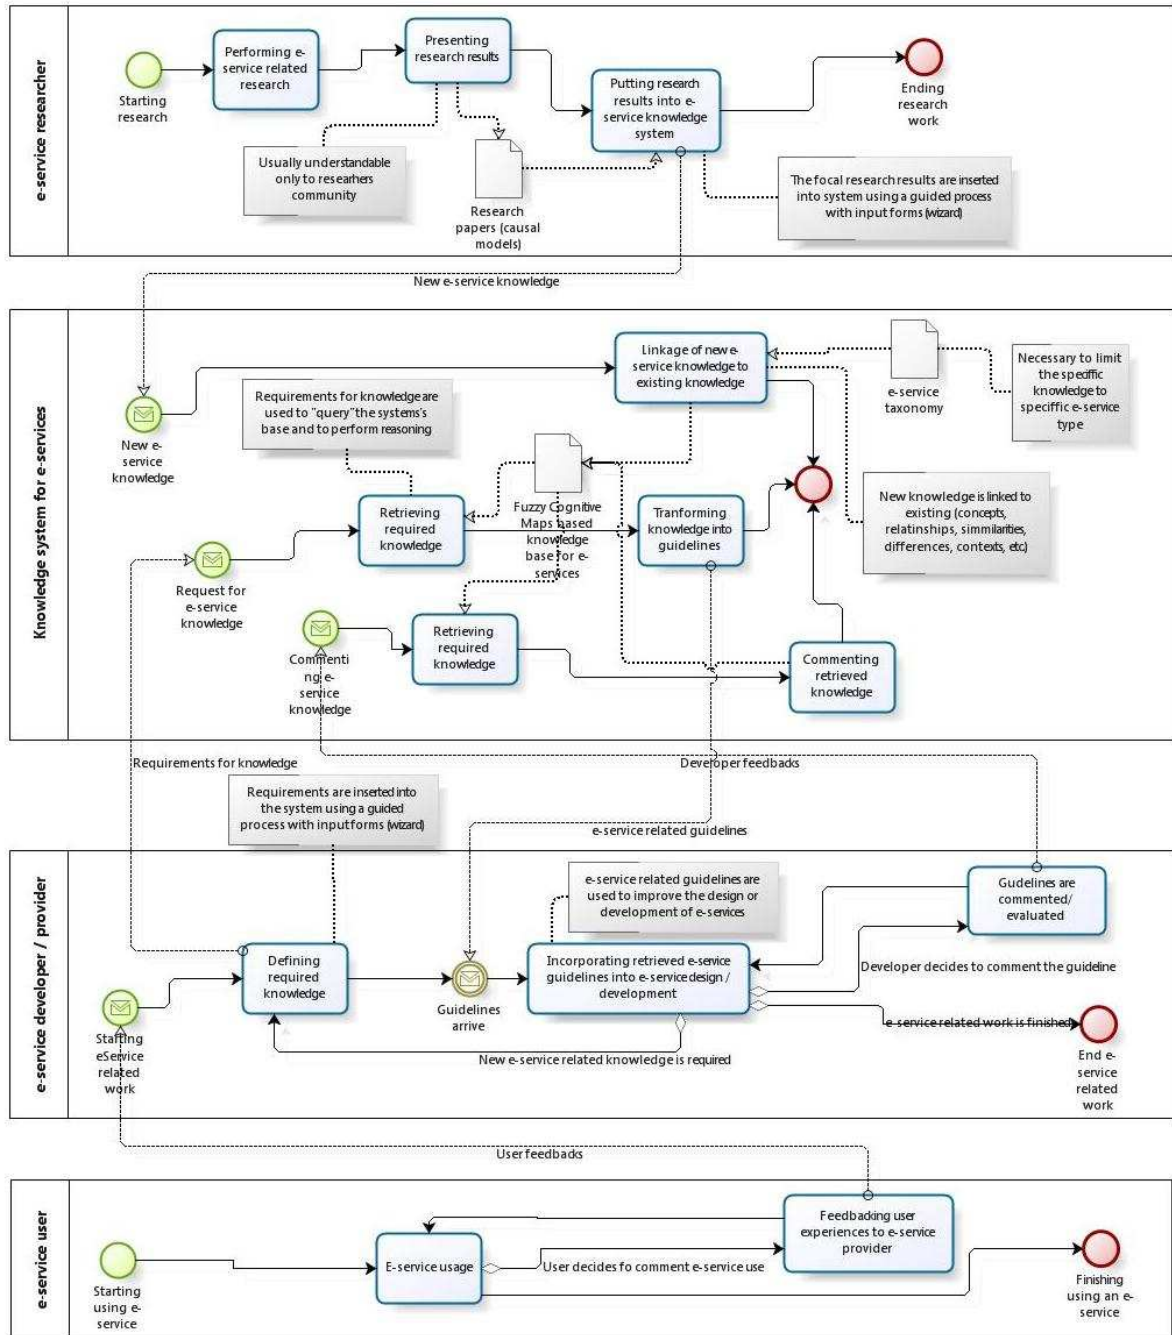 e-service researcher
Starting
research
Performing e-
service related
research
Presenting
research results
Putting research
results into e-
service knowledge
system
Ending
research
work
Usually understandable
only to researhers
community
Research
papers (causal
models)
The focal research results are inserted
into system using a guided process
with input forms (wizard)
New e-service knowledge
Knowledge system for e-services
Linkage of new e-
service knowledge to
existing knowledge
e-service
taxonomy
Necessary to limit
the speciffic
knowledge to
speciffic e-service
type
Requirements for knowledge are
used to "query" the systems's
base and to perform reasoning
New e-
service
knowledge
Retrieving
required
knowledge
Fuzzy Cognitive
Maps based
knowledge
base for e-
services
Tranforming
knowledge into
guidelines
New knowledge is linked to
existing (concepts,
relatinships, simmilarities,
differences, contexts, etc.)
Request for
e-service
knowledge
Commenti
ng e-
service
knowledge
Retrieving
required
knowledge
Commenting
retrieved
knowledge
Requirements for knowledge
Developer feedbacks
Requirements are inserted into
the system using a guided
process with input forms (wizard)
e-service related guidelines
e-service developer / provider
e-service related guidelines are
used to improve the design or
development of e-services
Gudelines are
commented/
evaluated
Defining
required
knowledge
Guidelines
arrive
Incorporating retrieved e-service
guidelines into e-service design /
development
Developer decides to comment the guideline
Starting
eService
related
work
e-service related work is finished
New e-service related knowledge is required
End e-
service
related
work
User feedbacks
e-service user
Starting
using e-
service
E-service usage
Feedbacking user
experiences to e-service
provider
User decides fo comment e-service use
Finishing
using an e-
service